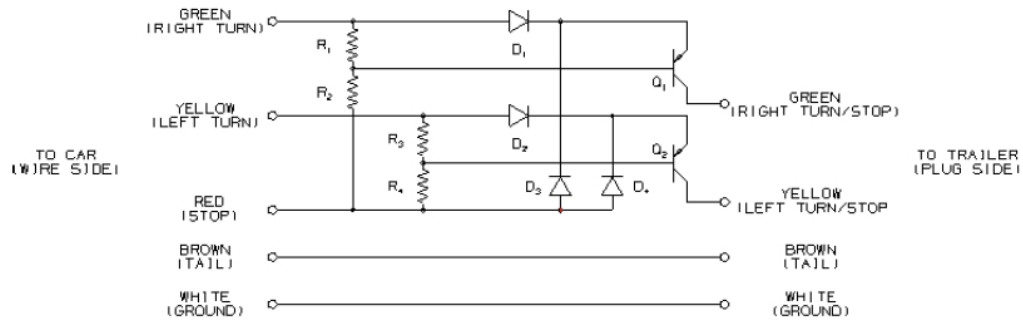 GREEN
(RIGHT TURN)
R1
D1
R2
Q1
GREEN
(RIGHT TURN/STOP)
YELLOW
(LEFT TURN)
R3
D2
Q2
TO CAR
(WIRE SIDE)
TO TRAILER
(PLUG SIDE)
R4
D3
D4
YELLOW
(LEFT TURN/STOP
RED
(STOP)
BROWN
(TAIL)
BROWN
(TAIL)
WHITE
(GROUND)
WHITE
(GROUND)